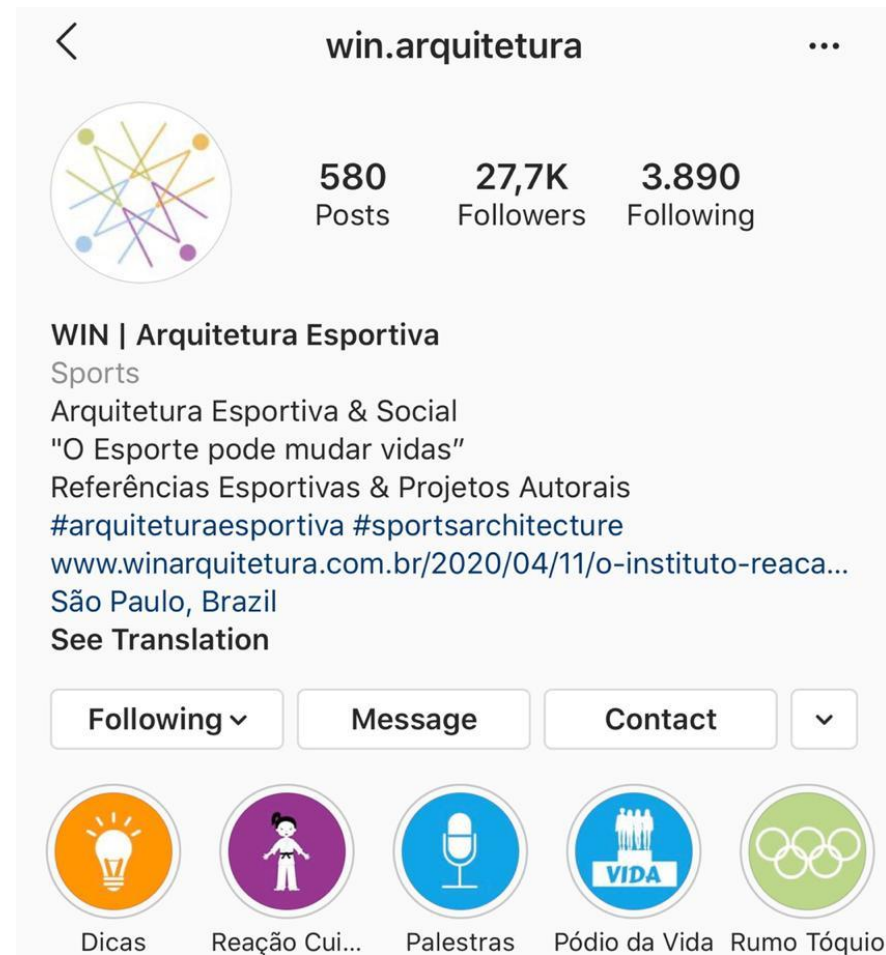 win.arquitetura
580 27,7K 3.890
Posts Followers Following
WIN | Arquitetura Esportiva
Sports
Arquitetura Esportiva & Social
"O Esporte pode mudar vidas”
Referências Esportivas & Projetos Autorais
#arquiteturaesportiva #sportsarchitecture
www.winarquitetura.com.br/2020/04/11/o-instituto-reaca...
São Paulo, Brazil
See Translation
Following Message Contact
VIDA
Dicas Reação Cui... Palestras Pódio da Vida Rumo Tóquio